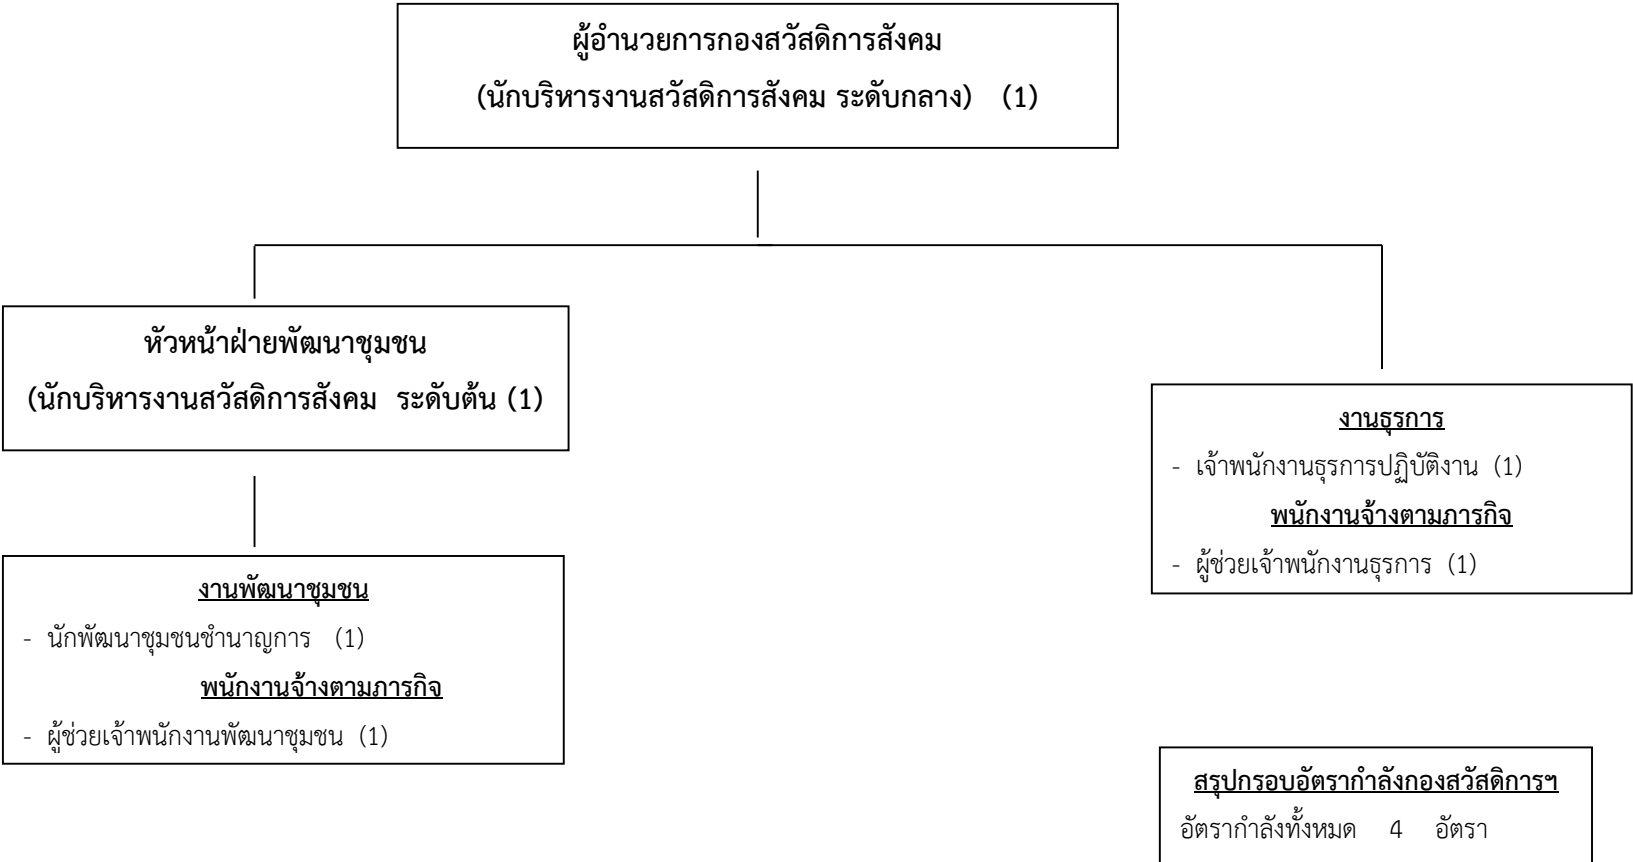 ผู้อำนวยการกองสวัสดิการสังคม
(นักบริหารงานสวัสดิการสังคม ระดับกลาง) (1)
หัวหน้าฝ่ายพัฒนาชุมชน
(นักบริหารงานสวัสดิการสังคม ระดับต้น (1)
งานพัฒนาชุมชน
- นักพัฒนาชุมชนชำนาญการ (1)
พนักงานจ้างตามภารกิจ
- ผู้ช่วยเจ้าพนักงานพัฒนาชุมชน (1)
งานธุรการ
- เจ้าพนักงานธุรการปฏิบัติงาน (1)
พนักงานจ้างตามภารกิจ
- ผู้ช่วยเจ้าพนักงานธุรการ (1)
สรุปกรอบอัตรากำลังกองสวัสดิการฯ
อัตรากำลังทั้งหมด 4 อัตรา